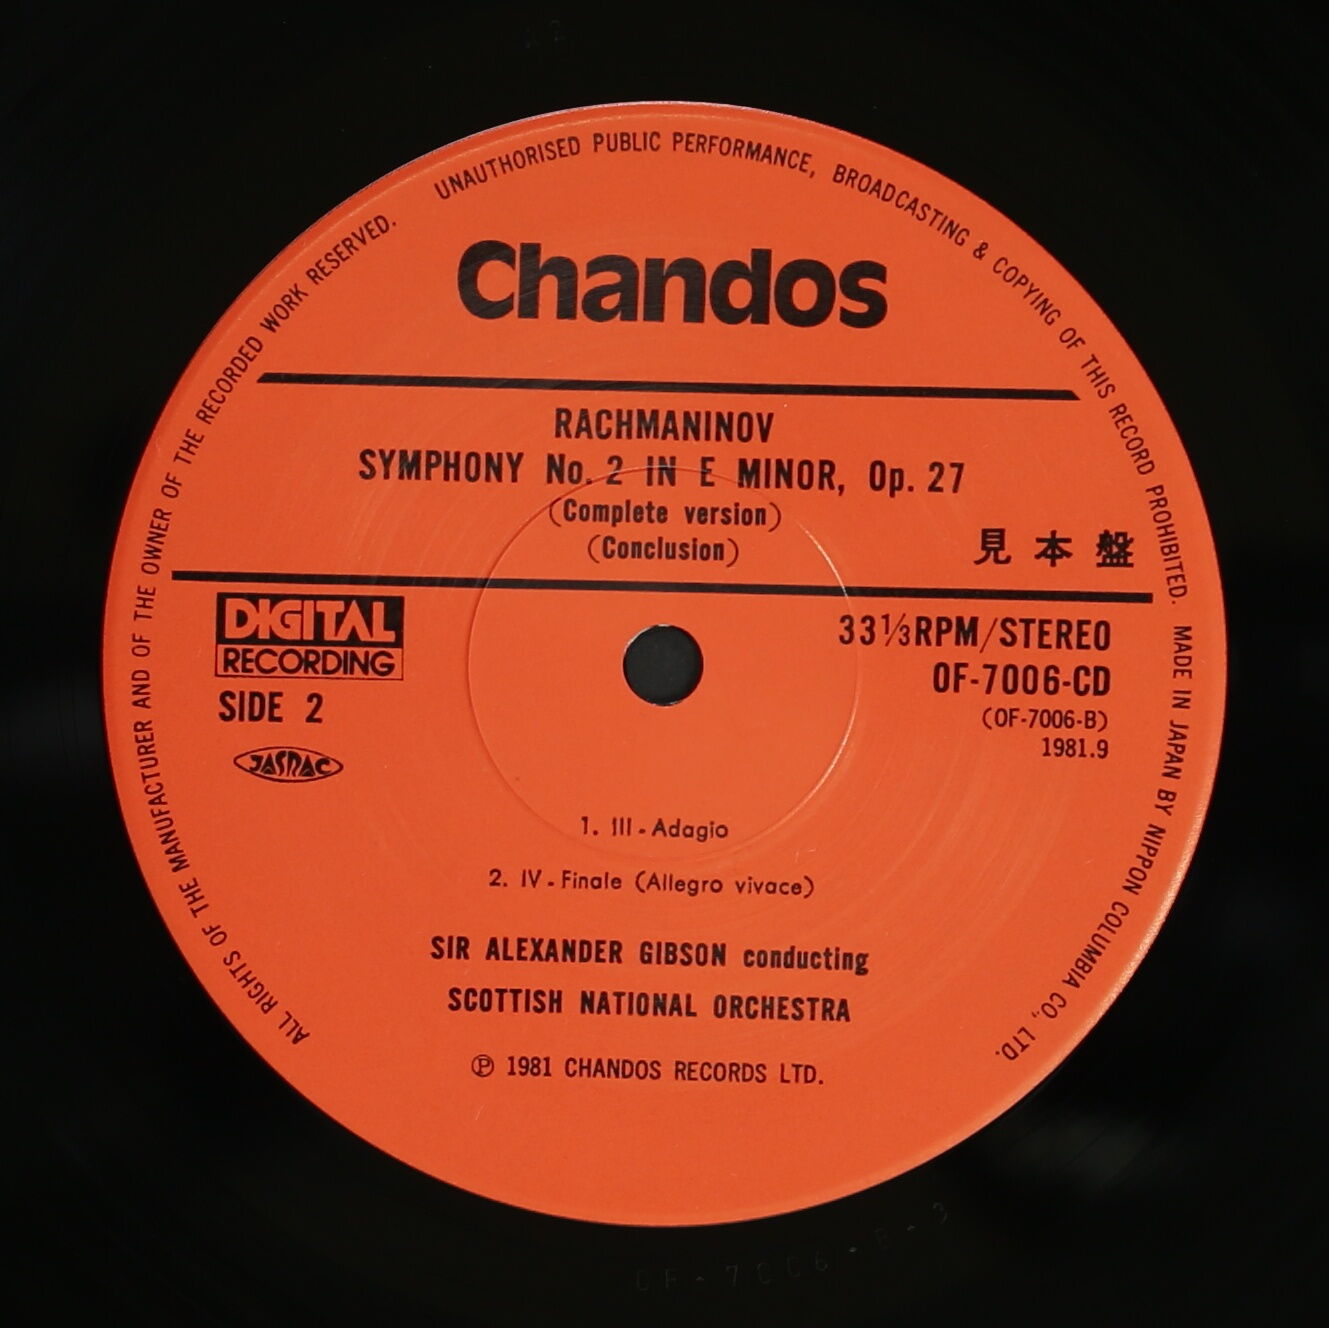 UNAUTHORISED PUBLIC PERFORMANCE, BROADCASTING & COPYING OF THIS RECORD PROHIBITED.
Chandos
RACHMANINOV
SYMPHONY No. 2 IN E MINOR, Op. 27
(Complete version)
(Conclusion)
見本盤
DIGITAL
RECORDING
SIDE 2
JASRAC
33⅓RPM/STEREO
OF-7006-CD
(OF-7006-B)
1981.9
1. III - Adagio
2. IV - Finale (Allegro vivace)
SIR ALEXANDER GIBSON conducting
SCOTTISH NATIONAL ORCHESTRA
℗ 1981 CHANDOS RECORDS LTD.
ALL RIGHTS OF THE MANUFACTURER AND OF THE OWNER OF THE RECORDED WORK RESERVED.
MADE IN JAPAN BY NIPPON COLUMBIA CO., LTD.
OF-7006-B-3